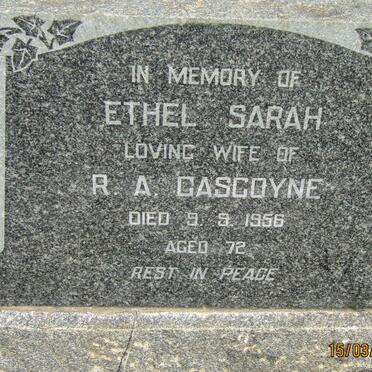 IN MEMORY OF
ETHEL SARAH
LOVING WIFE OF
R. A. GASCOYNE
DIED 9. 9. 1956
AGED 72
REST IN PEACE
15/03